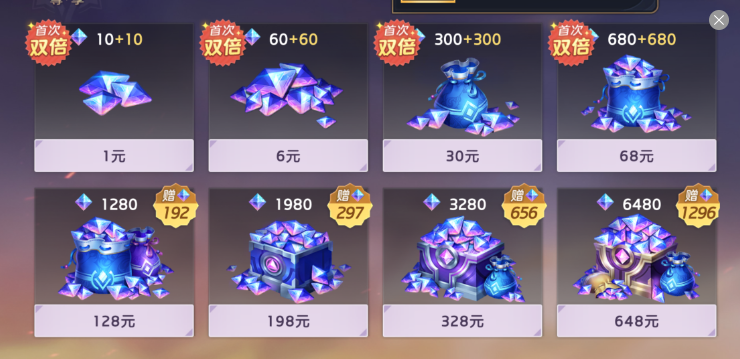 首次
双倍
10+10
首次
双倍
60+60
首次
双倍
300+300
首次
双倍
680+680
1元
6元
30元
68元
1280
赠
192
1980
赠
297
3280
赠
656
6480
赠
1296
128元
198元
328元
648元